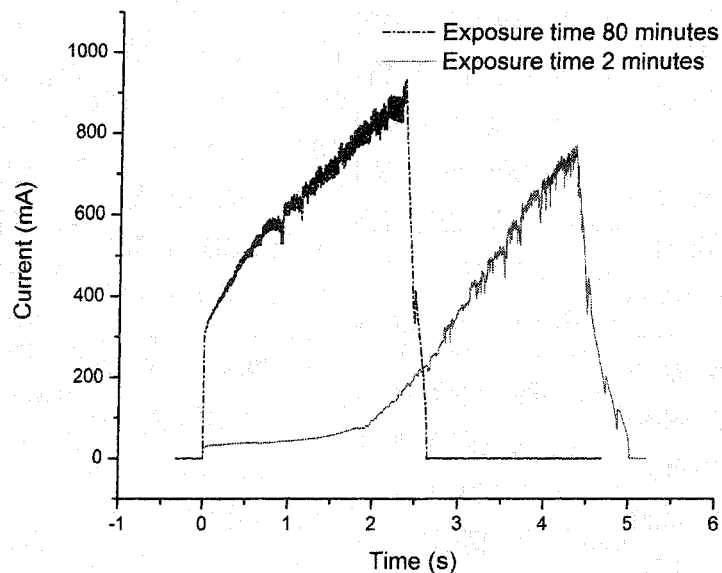 Exposure time 80 minutes
Exposure time 2 minutes
1000
800
600
400
200
0
Current (mA)
-1 0 1 2 3 4 5 6
Time (s)